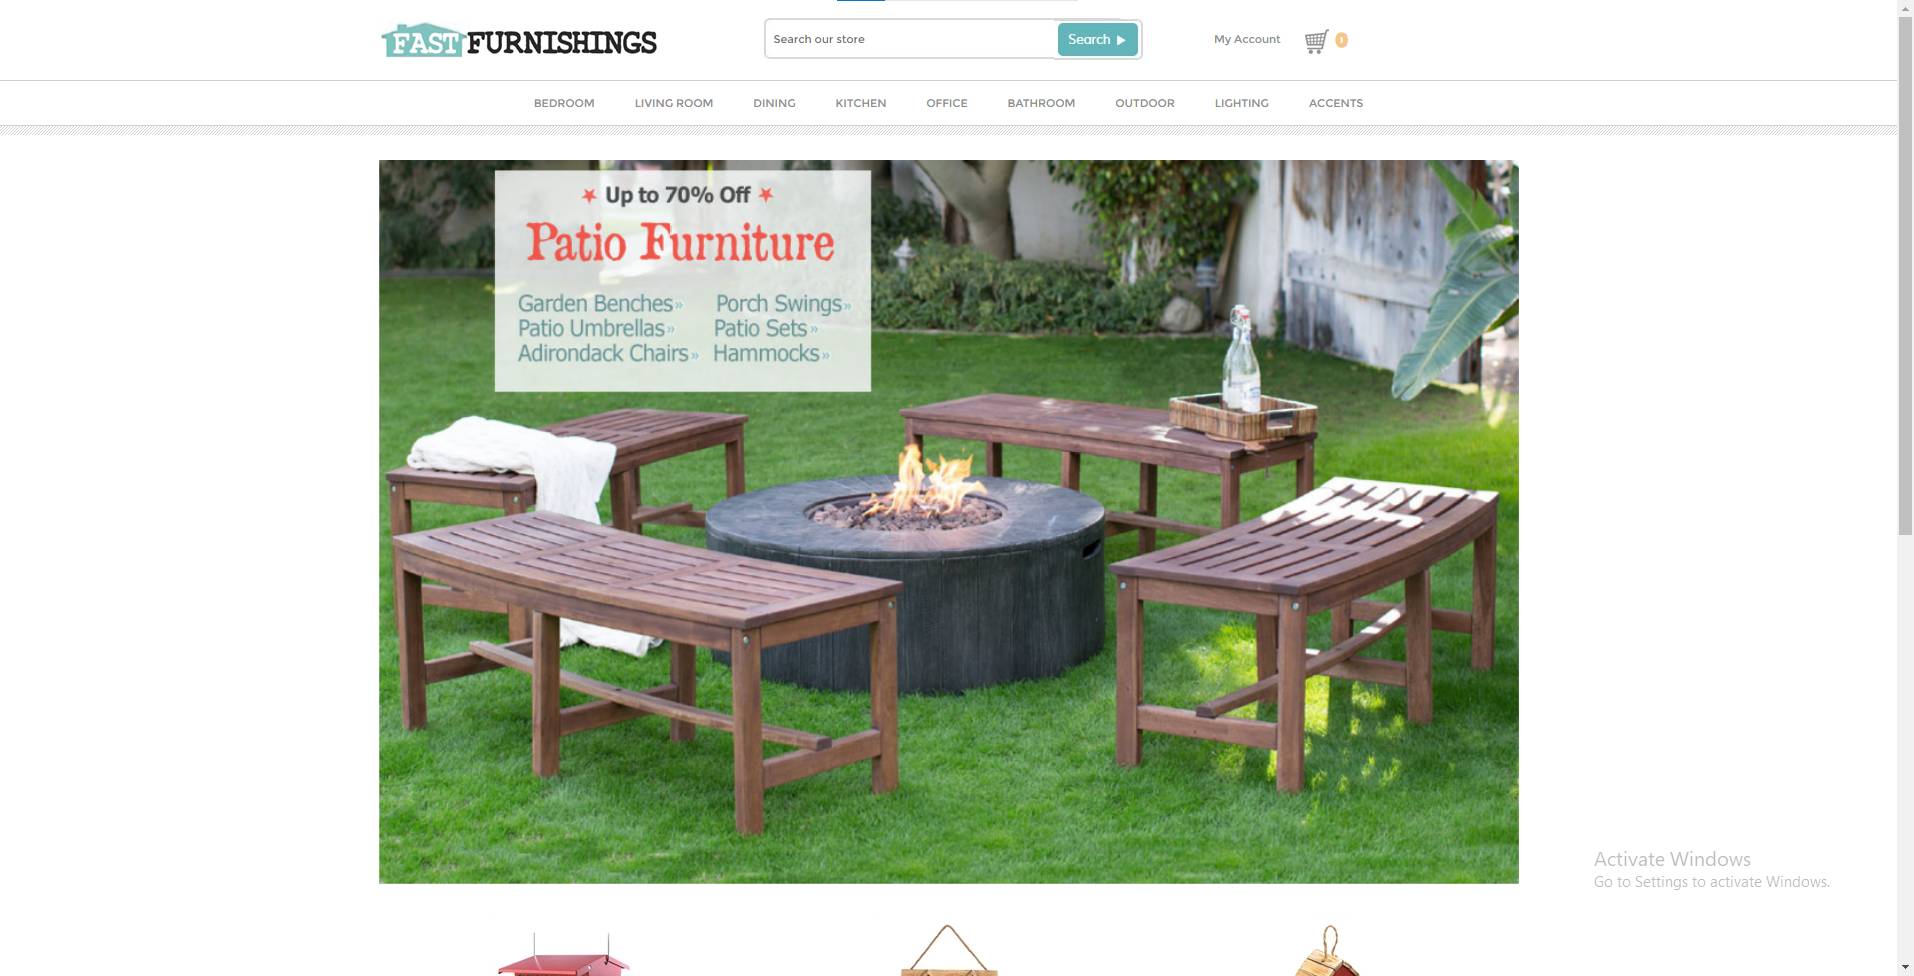 FAST FURNISHINGS
Search our store
Search
My Account
BEDROOM LIVING ROOM DINING KITCHEN OFFICE BATHROOM OUTDOOR LIGHTING ACCENTS
Up to 70% Off
Patio Furniture
Garden Benches» Porch Swings»
Patio Umbrellas» Patio Sets»
Adirondack Chairs» Hammocks»
Activate Windows
Go to Settings to activate Windows.